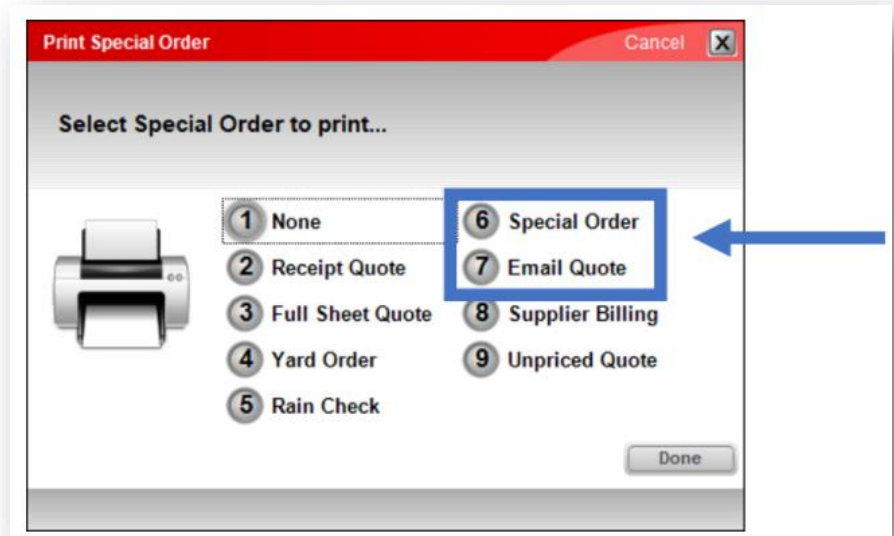 Print Special Order Cancel X
Select Special Order to print...
1 None
2 Receipt Quote
3 Full Sheet Quote
4 Yard Order
5 Rain Check
6 Special Order
7 Email Quote
8 Supplier Billing
9 Unpriced Quote
Done